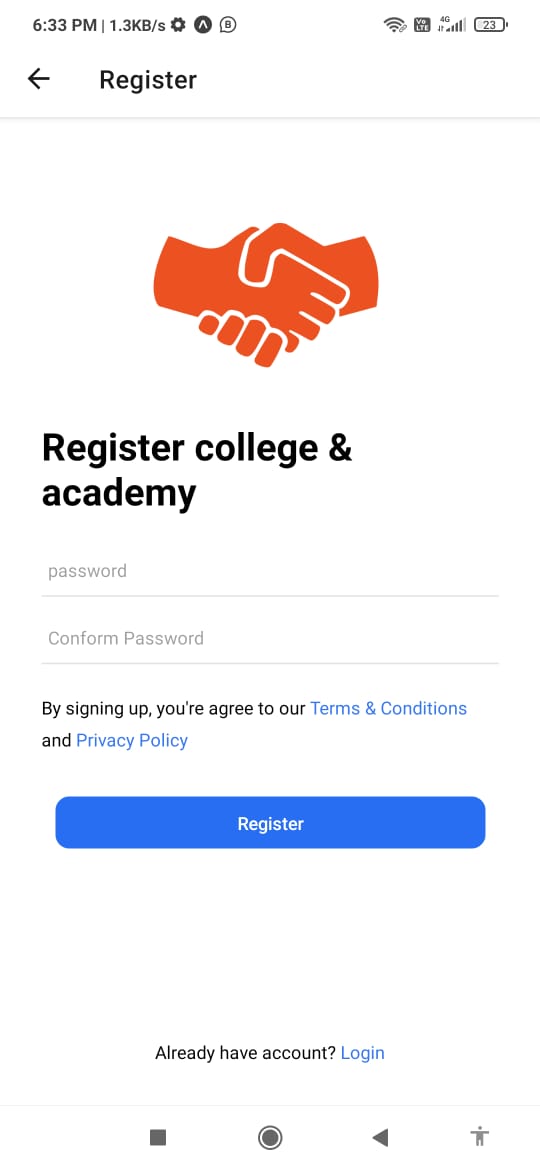 6:33 PM | 1.3KB/s
B
Vo LTE
4G
23
Register
Register college &
academy
password
Conform Password
By signing up, you're agree to our Terms & Conditions
and Privacy Policy
Register
Already have account? Login